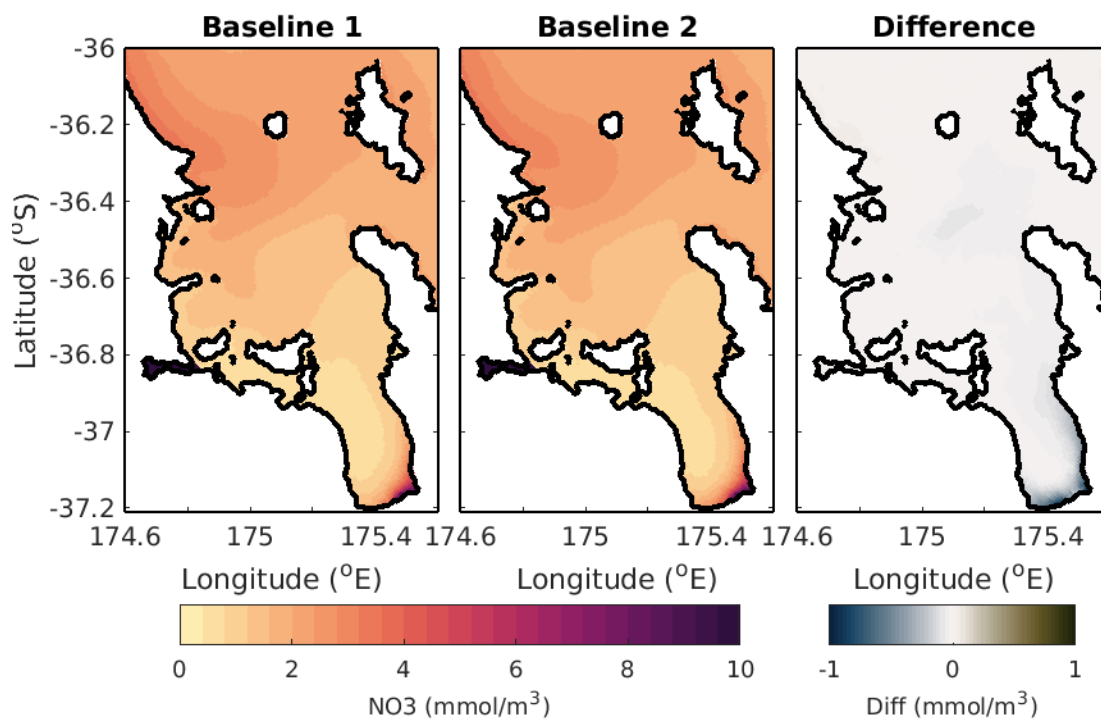 Baseline 1 Baseline 2 Difference
-36
-36.2
-36.4
-36.6
-36.8
-37
-37.2
Latitude (°S)
174.6 175 175.4 174.6 175 175.4 174.6 175 175.4
Longitude (°E) Longitude (°E) Longitude (°E)
0 2 4 6 8 10 -1 0 1
NO3 (mmol/m³) Diff (mmol/m³)